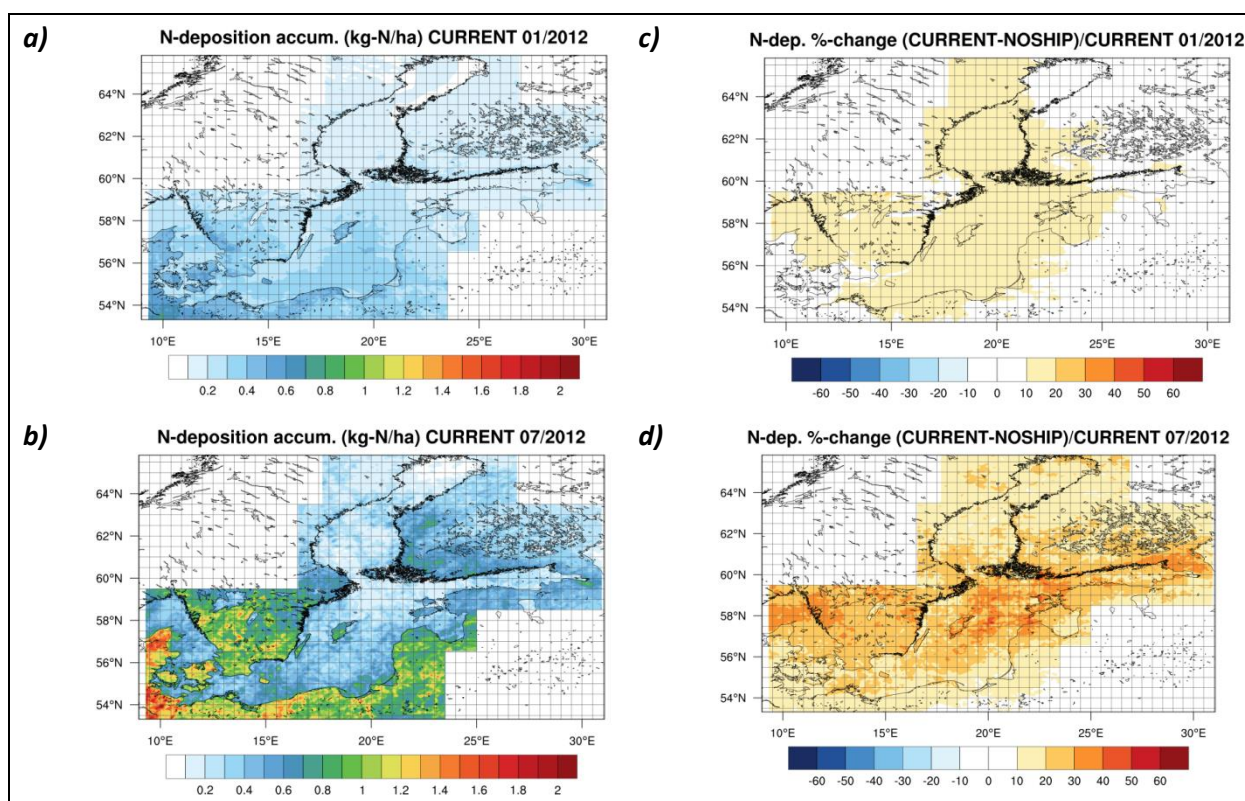 a)
N-deposition accum. (kg-N/ha) CURRENT 01/2012
64°N
62°N
60°N
58°N
56°N
54°N
10°E 15°E 20°E 25°E 30°E
0.2 0.4 0.6 0.8 1 1.2 1.4 1.6 1.8 2
c)
N-dep. %-change (CURRENT-NOSHIP)/CURRENT 01/2012
64°N
62°N
60°N
58°N
56°N
54°N
10°E 15°E 20°E 25°E 30°E
-60 -50 -40 -30 -20 -10 0 10 20 30 40 50 60
b)
N-deposition accum. (kg-N/ha) CURRENT 07/2012
64°N
62°N
60°N
58°N
56°N
54°N
10°E 15°E 20°E 25°E 30°E
0.2 0.4 0.6 0.8 1 1.2 1.4 1.6 1.8 2
d)
N-dep. %-change (CURRENT-NOSHIP)/CURRENT 07/2012
64°N
62°N
60°N
58°N
56°N
54°N
10°E 15°E 20°E 25°E 30°E
-60 -50 -40 -30 -20 -10 0 10 20 30 40 50 60